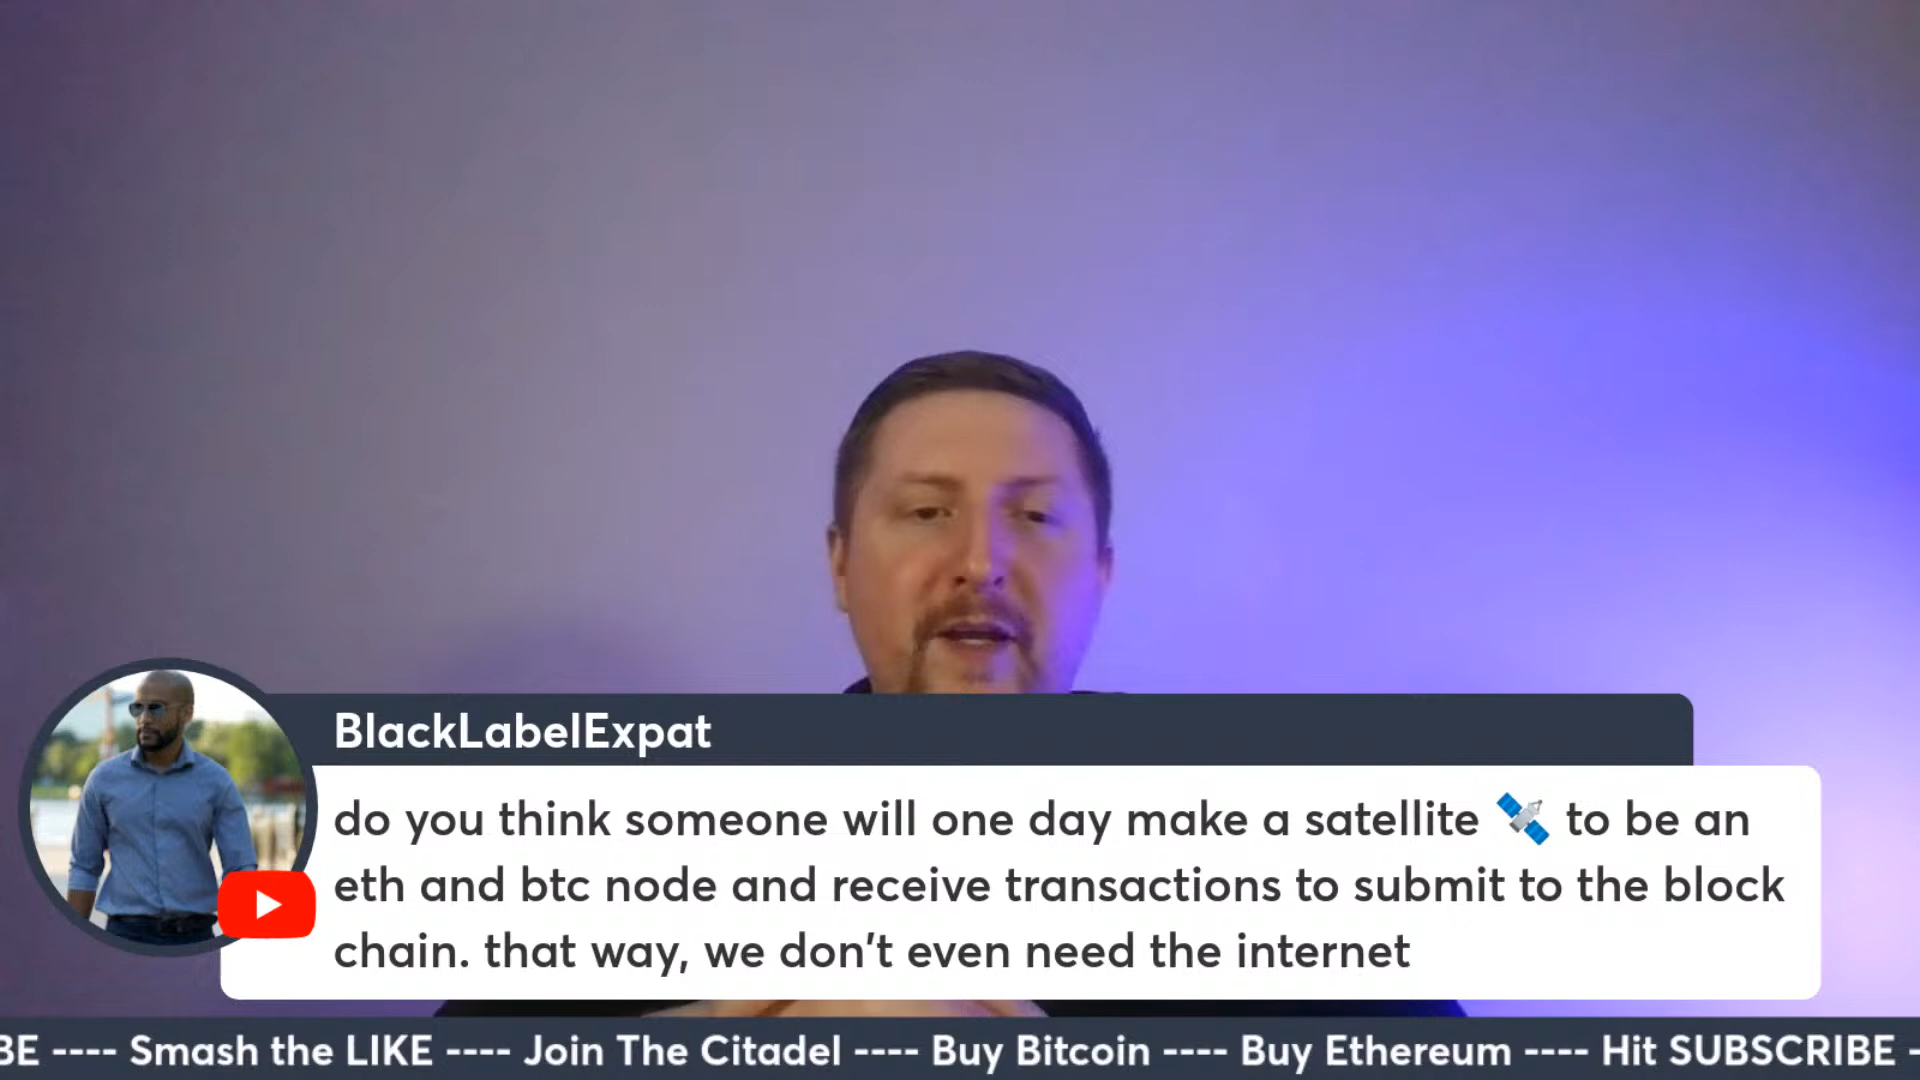 BlackLabelExpat
do you think someone will one day make a satellite 🛰 to be an
eth and btc node and receive transactions to submit to the block
chain. that way, we don't even need the internet
BE ---- Smash the LIKE ---- Join The Citadel ---- Buy Bitcoin ---- Buy Ethereum ---- Hit SUBSCRIBE -